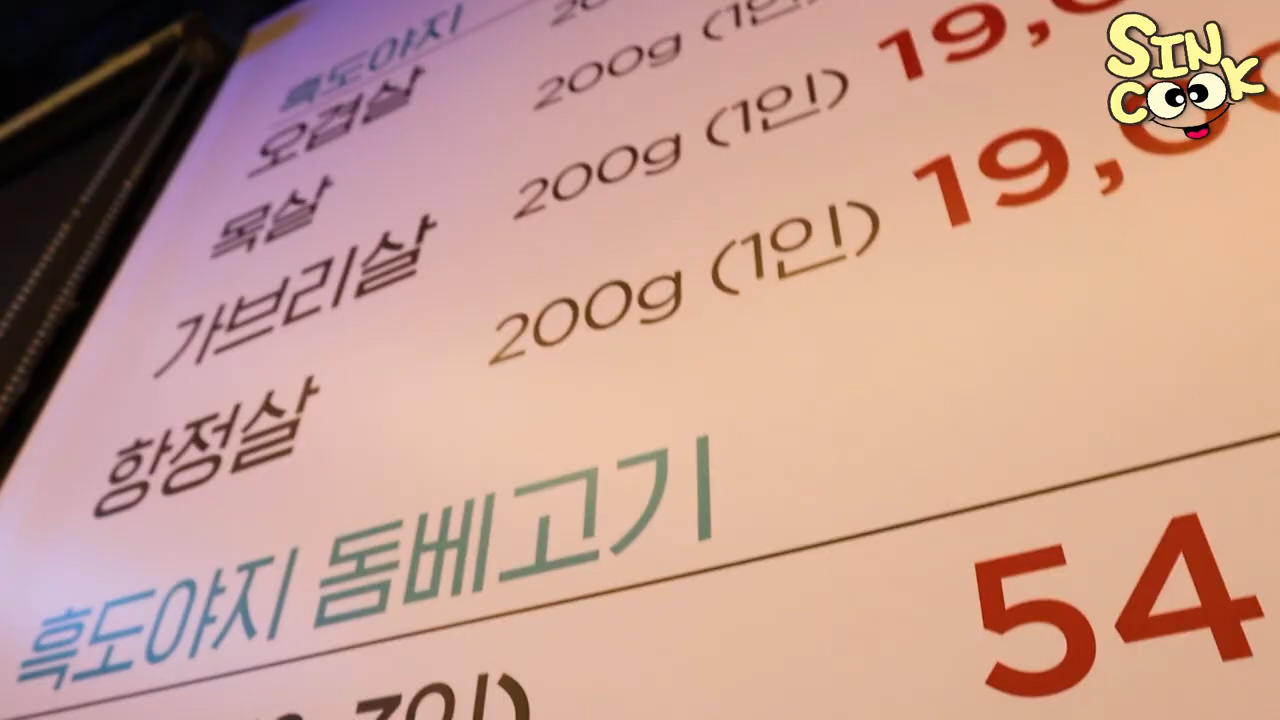 흑도야지
오겹살 200g (1인)
목살 200g (1인) 19,
가브리살 200g (1인) 19,
항정살
흑도야지 돔베고기
54
SIN
COOK